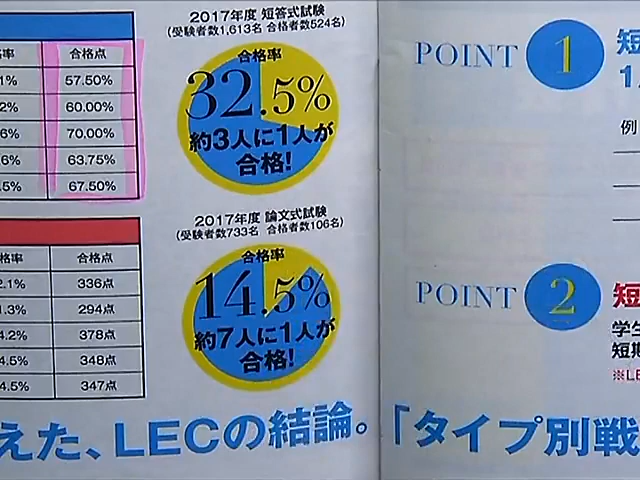 率 合格点
1% 57.50%
2% 60.00%
6% 70.00%
6% 63.75%
5% 67.50%
2017年度 短答式試験
(受験者数1,613名 合格者数524名)
合格率
32.5%
約3人に1人が
合格!
格率 合格点
2.1% 336点
1.3% 294点
4.2% 378点
4.5% 348点
4.5% 347点
2017年度 論文式試験
(受験者数733名 合格者数106名)
合格率
14.5%
約7人に1人が
合格!
えた、LECの結論。
POINT 1
短
1
例
POINT 2
短
学生
短期
※LE
「タイプ別戦